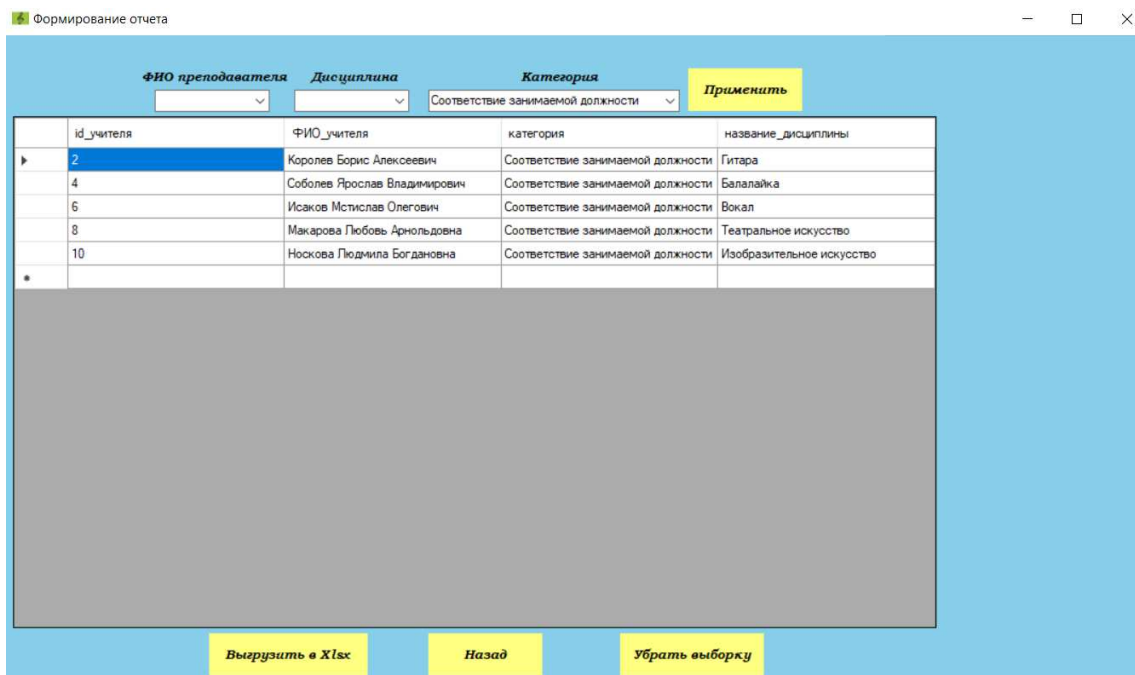 Формирование отчета
ФИО преподавателя Дисциплина Категория
Применить
Соответствие занимаемой должности
id_учителя ФИО_учителя категория название_дисциплины
2 Королев Борис Алексеевич Соответствие занимаемой должности Гитара
4 Соболев Ярослав Владимирович Соответствие занимаемой должности Балалайка
6 Исаков Мстислав Олегович Соответствие занимаемой должности Вокал
8 Макарова Любовь Арнольдовна Соответствие занимаемой должности Театральное искусство
10 Носкова Людмила Богдановна Соответствие занимаемой должности Изобразительное искусство
Выгрузить в Xlsx Назад Убрать выборку